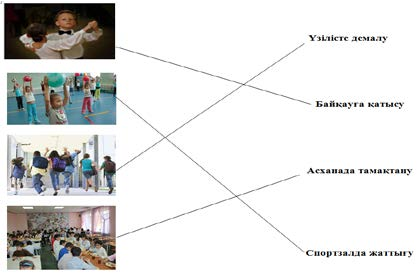 Үзілісте демалу
Байқауға қатысу
Асханада тамақтану
Спортзалда жаттығу